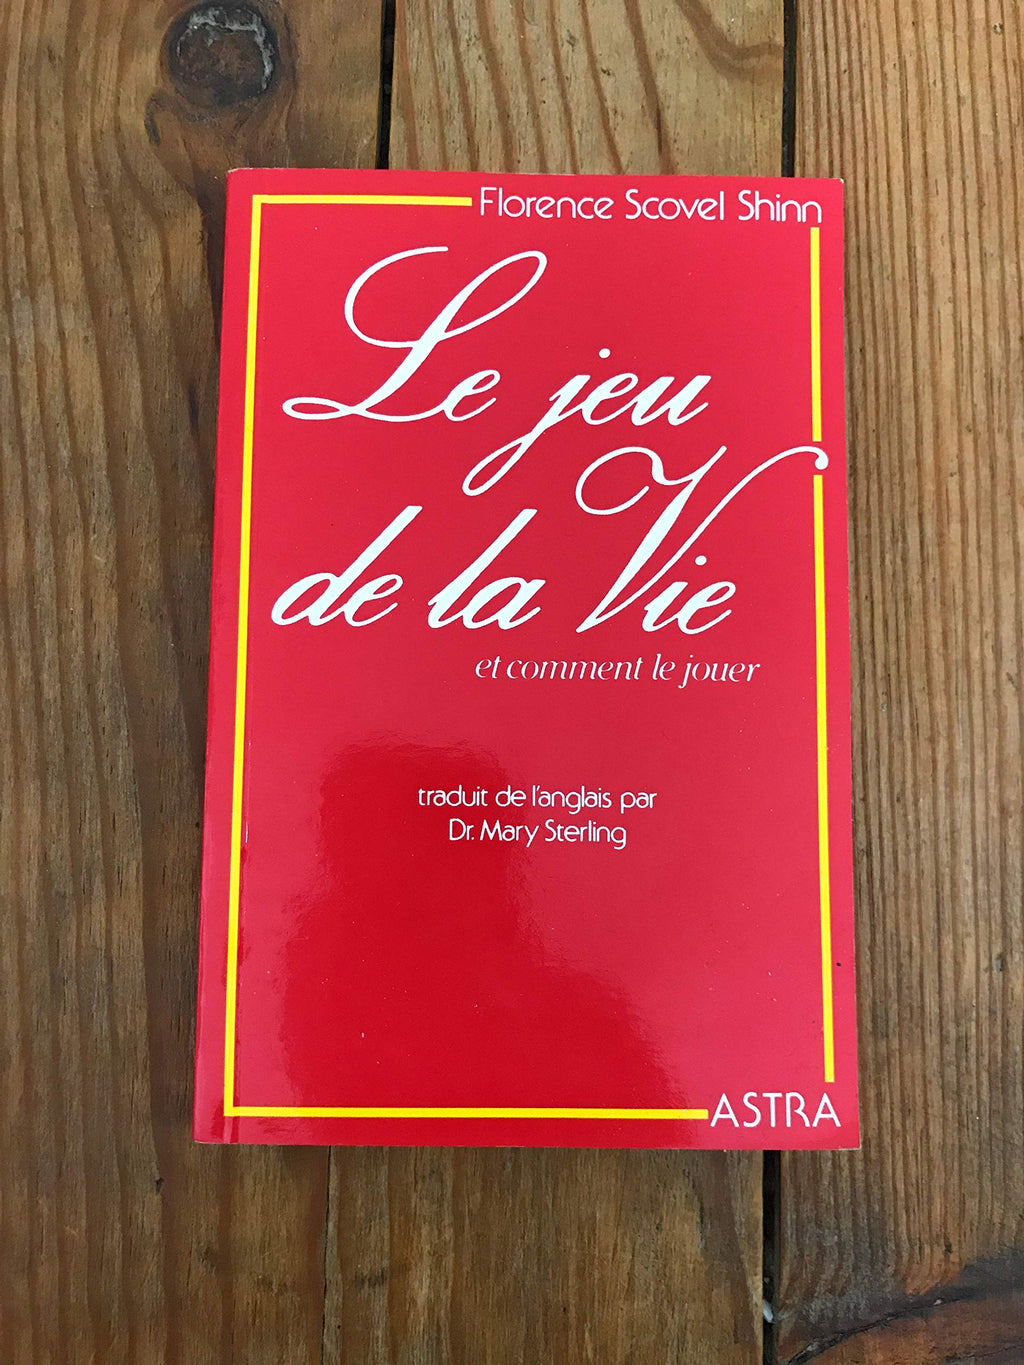 Florence Scovel Shinn
Le jeu
de la Vie
et comment le jouer
traduit de l'anglais par
Dr. Mary Sterling
ASTRA